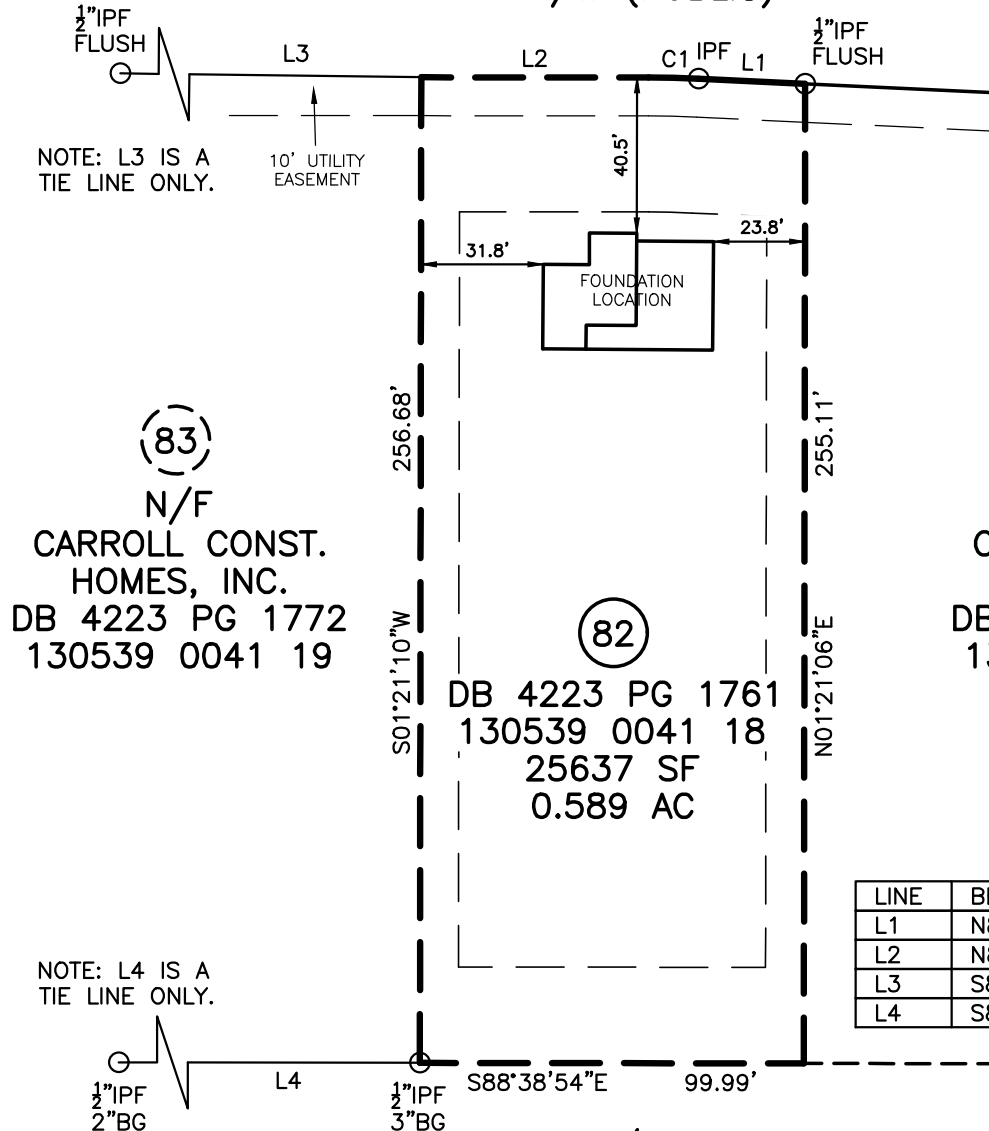 ½"IPF
FLUSH
L3
L2
C1
IPF
L1
½"IPF
FLUSH
NOTE: L3 IS A
TIE LINE ONLY.
10' UTILITY
EASEMENT
40.5'
31.8'
23.8'
FOUNDATION
LOCATION
256.68'
255.11'
83
N/F
CARROLL CONST.
HOMES, INC.
DB 4223 PG 1772
130539 0041 19
S01°21'10"W
N01°21'06"E
82
DB 4223 PG 1761
130539 0041 18
25637 SF
0.589 AC
DB
LINE
L1
L2
L3
L4
NOTE: L4 IS A
TIE LINE ONLY.
L4
S88°38'54"E 99.99'
½"IPF
2"BG
½"IPF
3"BG